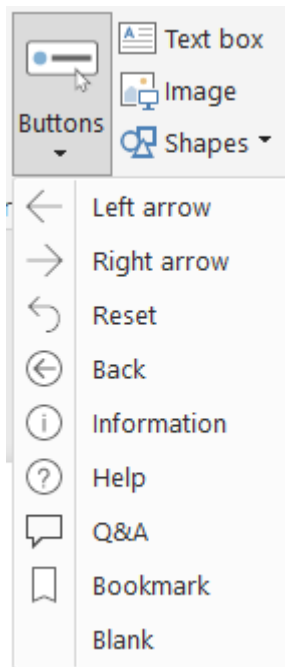 Text box
Image
Buttons
Shapes
Left arrow
Right arrow
Reset
Back
Information
Help
Q&A
Bookmark
Blank